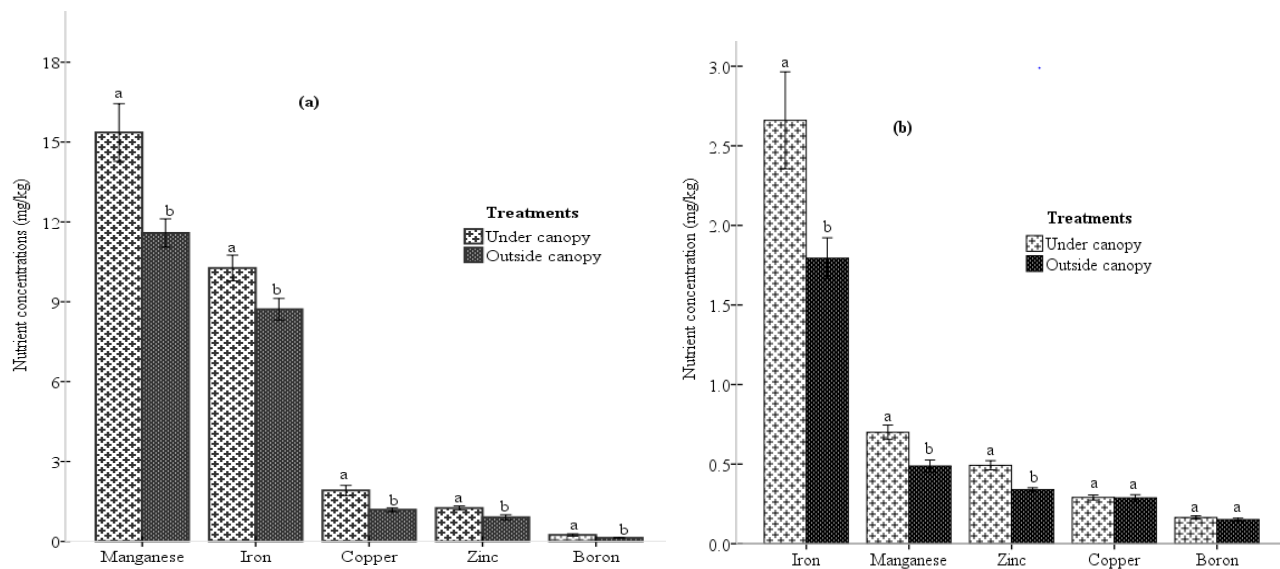 Nutrient concentrations (mg/kg)
18
15
12
9
6
3
0
a
b
a
b
a
b
a
b
a
b
(a)
Treatments
Under canopy
Outside canopy
Manganese Iron Copper Zinc Boron
Nutrient concentration (mg/kg)
3.0
2.5
2.0
1.5
1.0
0.5
0.0
a
b
a
b
a
b
a a
a a
(b)
Treatments
Under canopy
Outside canopy
Iron Manganese Zinc Copper Boron